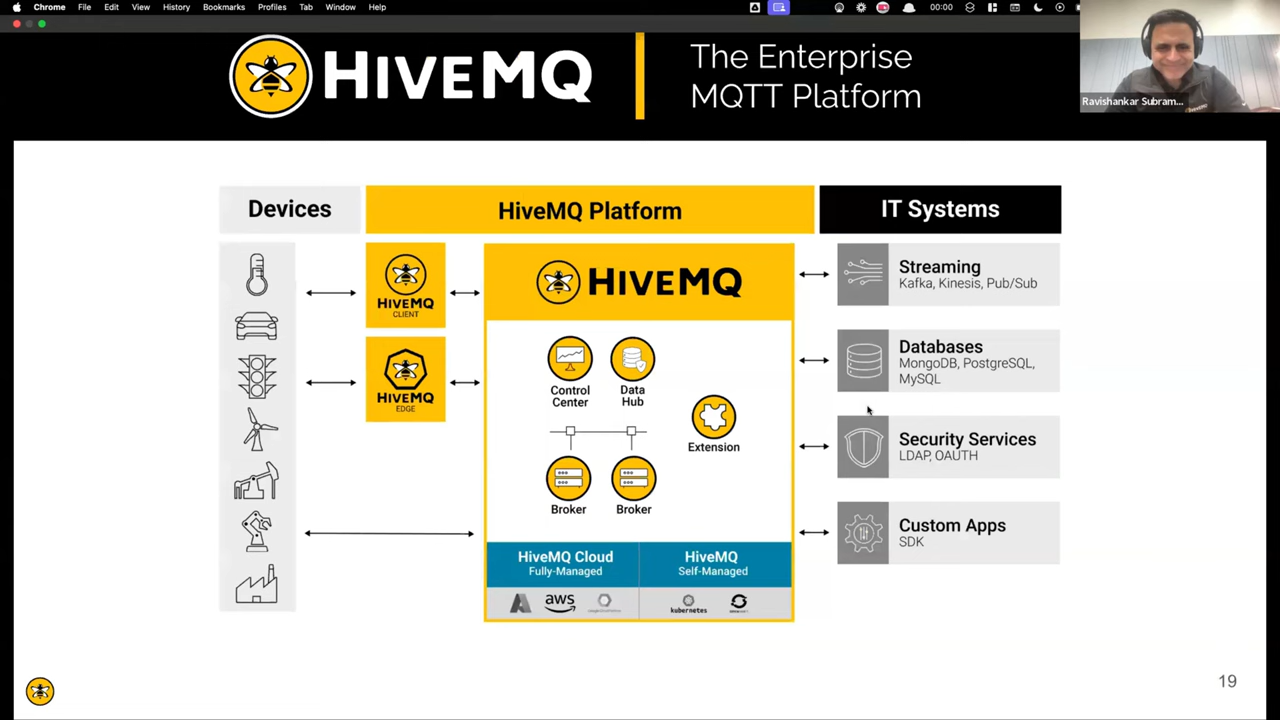 Chrome File Edit View History Bookmarks Profiles Tab Window Help 00:00
HIVEMQ
The Enterprise
MQTT Platform
Ravishankar Subram...
Devices
HiveMQ Platform
IT Systems
HIVEMQ
CLIENT
HIVEMQ
EDGE
HIVEMQ
Control
Center
Data
Hub
Extension
Broker
Broker
HiveMQ Cloud
Fully-Managed
HiveMQ
Self-Managed
aws
kubernetes
Streaming
Kafka, Kinesis, Pub/Sub
Databases
MongoDB, PostgreSQL,
MySQL
Security Services
LDAP, OAUTH
Custom Apps
SDK
19